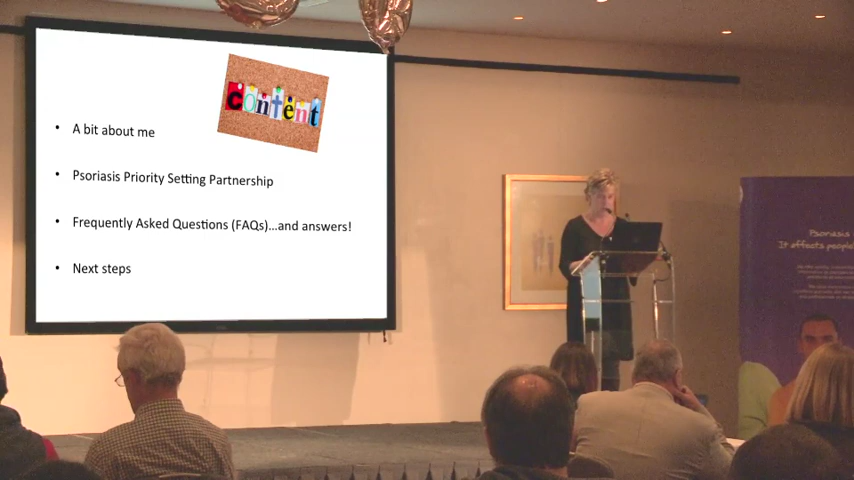 content
• A bit about me
• Psoriasis Priority Setting Partnership
• Frequently Asked Questions (FAQs)...and answers!
• Next steps
Psoriasis
It affects people